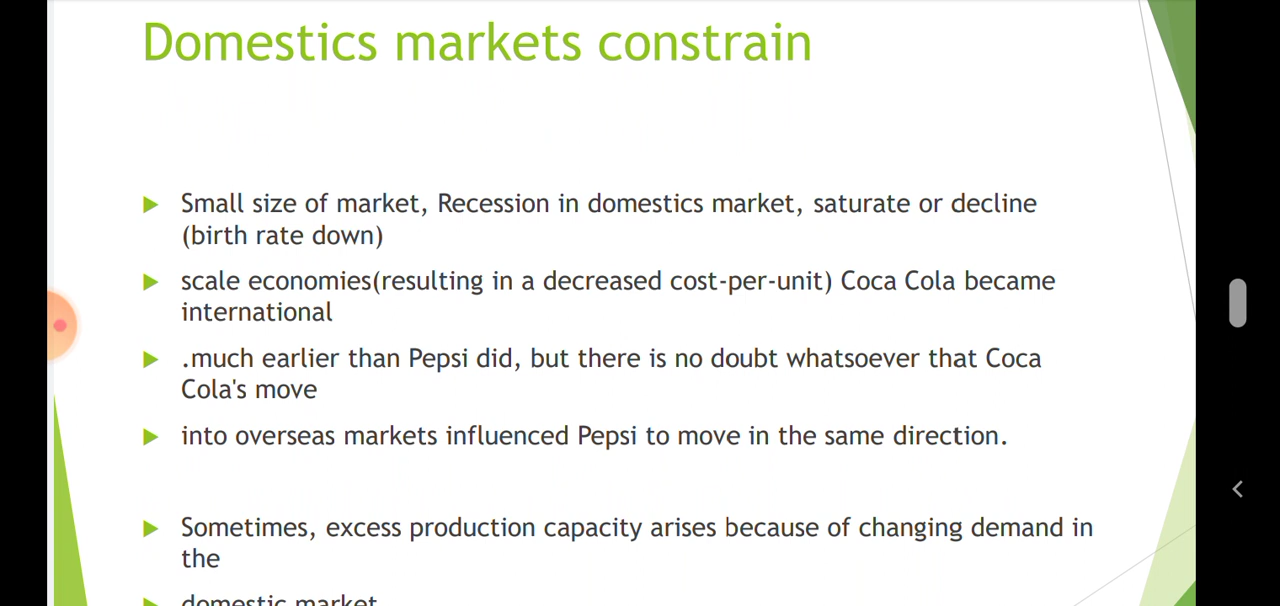 Domestics markets constrain
Small size of market, Recession in domestics market, saturate or decline
(birth rate down)
scale economies(resulting in a decreased cost-per-unit) Coca Cola became
international
.much earlier than Pepsi did, but there is no doubt whatsoever that Coca
Cola's move
into overseas markets influenced Pepsi to move in the same direction.
Sometimes, excess production capacity arises because of changing demand in
the
domestic market